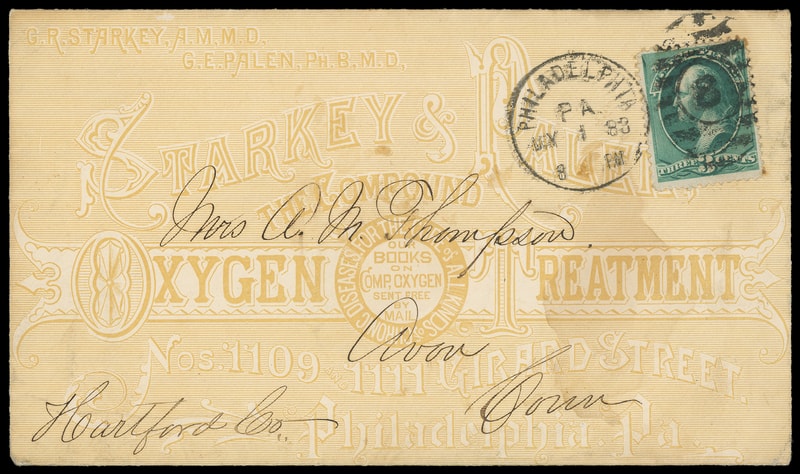 G.R. STARKEY, A.M.M.D.
G.E. PALEN, PH.B.M.D.,
STARKEY & PALEN,
PHILADELPHIA
PA
MAY 1 83
8 PM
THREE CENTS
THE COMPOUND
Mrs A. M. Thompson.
OXYGEN TREATMENT
OUR
BOOKS
ON
COMP. OXYGEN
SENT FREE
BY
MAIL
Nos. 1109 1111 GIRARD STREET.
Avon
Hartford Co. Conn
Philadelphia, Pa.